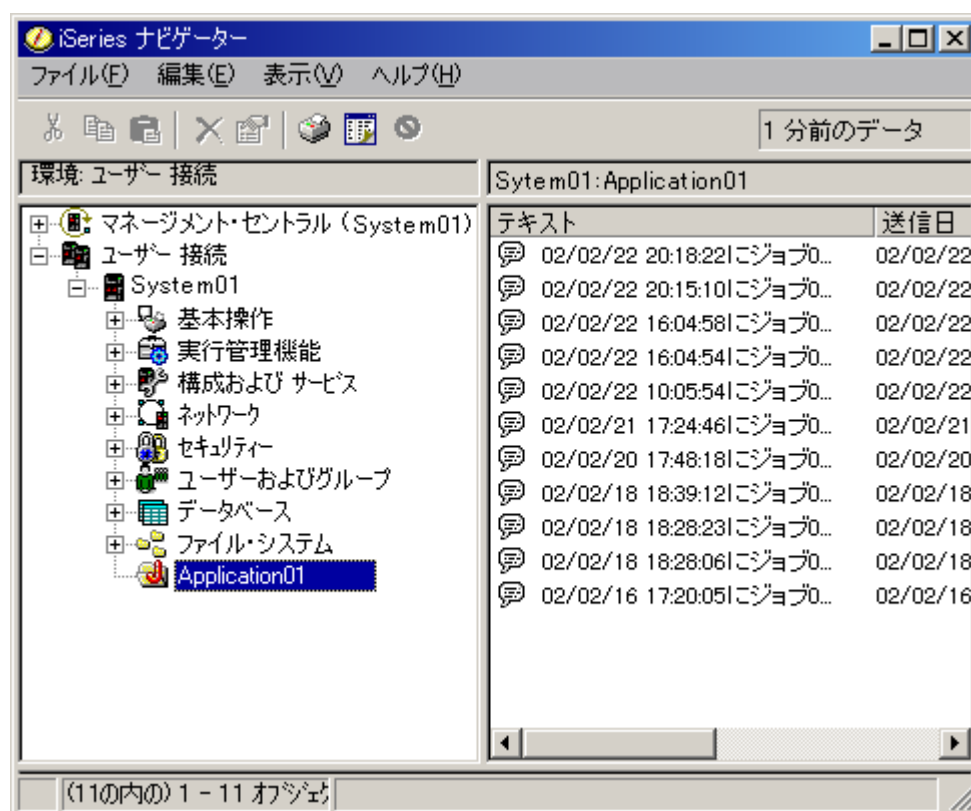 iSeries ナビゲーター
ファイル(F) 編集(E) 表示(V) ヘルプ(H)
1 分前のデータ
環境: ユーザー 接続
Sytem01:Application01
マネージメント・セントラル (System01)
ユーザー 接続
System01
基本操作
実行管理機能
構成および サービス
ネットワーク
セキュリティー
ユーザーおよびグループ
データベース
ファイル・システム
Application01
テキスト 送信日
02/02/22 20:18:22にジョブ0... 02/02/22
02/02/22 20:15:10にジョブ0... 02/02/22
02/02/22 16:04:58にジョブ0... 02/02/22
02/02/22 16:04:54にジョブ0... 02/02/22
02/02/22 10:05:54にジョブ0... 02/02/22
02/02/21 17:24:46にジョブ0... 02/02/21
02/02/20 17:48:18にジョブ0... 02/02/20
02/02/18 18:39:12にジョブ0... 02/02/18
02/02/18 18:28:23にジョブ0... 02/02/18
02/02/18 18:28:06にジョブ0... 02/02/18
02/02/16 17:20:05にジョブ0... 02/02/16
(11の内の) 1 - 11 オブジェク